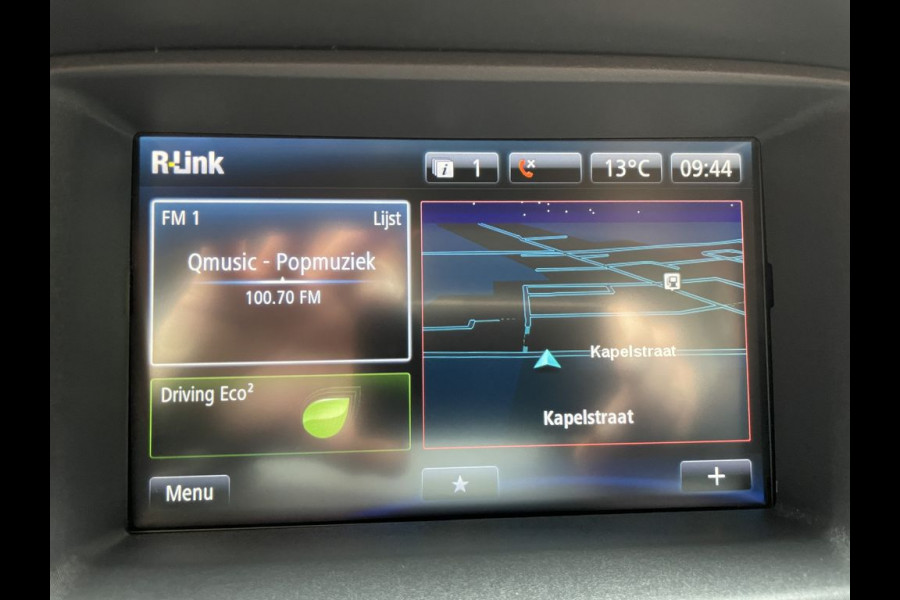 R-Link
1
13°C
09:44
FM 1
Lijst
Qmusic - Popmuziek
100.70 FM
Kapelstraat
Driving Eco²
Kapelstraat
Menu
+